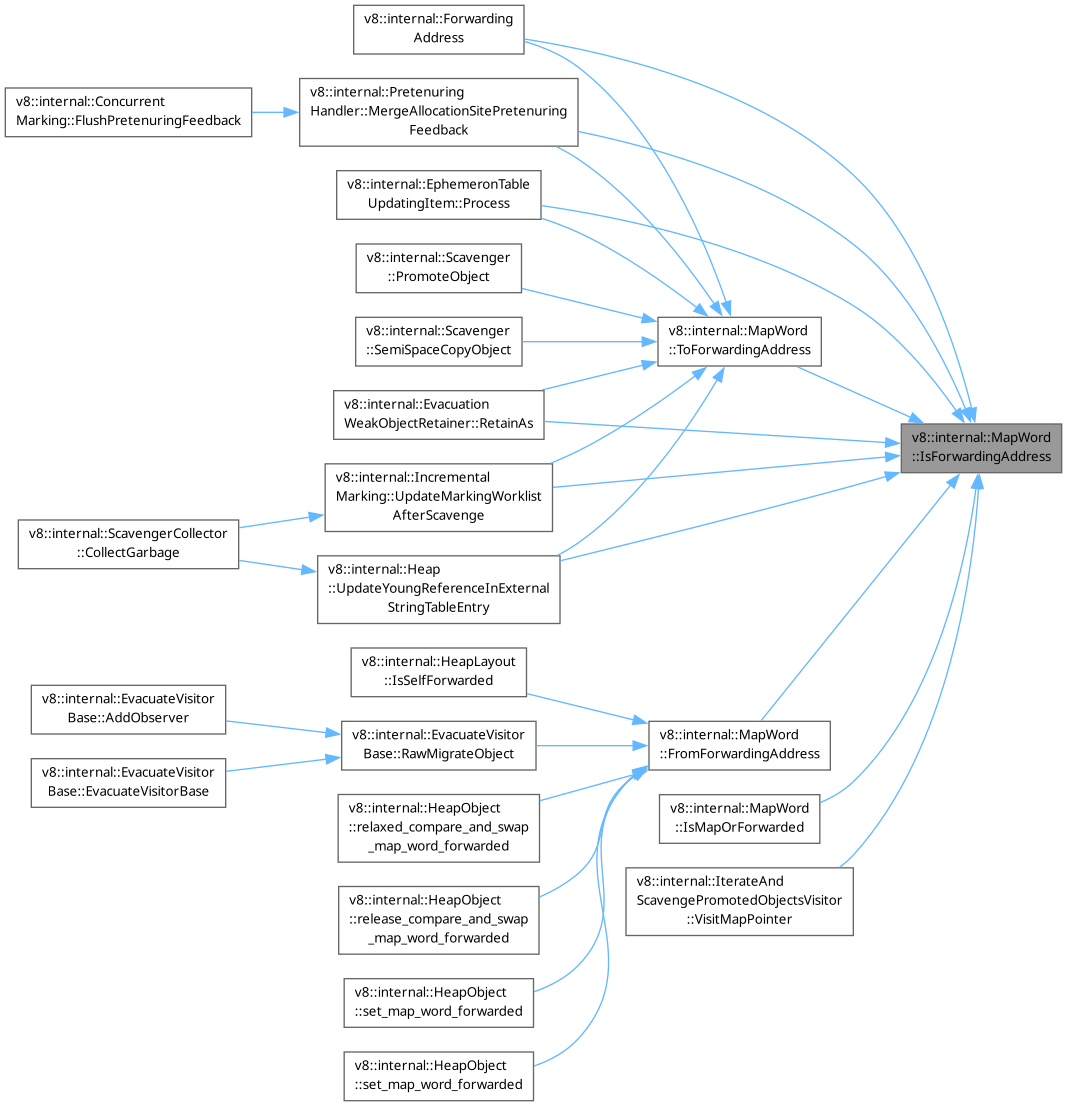 v8::internal::Forwarding
Address
v8::internal::Concurrent
Marking::FlushPretenuringFeedback
v8::internal::Pretenuring
Handler::MergeAllocationSitePretenuring
Feedback
v8::internal::EphemeronTable
UpdatingItem::Process
v8::internal::Scavenger
::PromoteObject
v8::internal::Scavenger
::SemiSpaceCopyObject
v8::internal::MapWord
::ToForwardingAddress
v8::internal::Evacuation
WeakObjectRetainer::RetainAs
v8::internal::MapWord
::IsForwardingAddress
v8::internal::Incremental
Marking::UpdateMarkingWorklist
AfterScavenge
v8::internal::ScavengerCollector
::CollectGarbage
v8::internal::Heap
::UpdateYoungReferenceInExternal
StringTableEntry
v8::internal::HeapLayout
::IsSelfForwarded
v8::internal::EvacuateVisitor
Base::AddObserver
v8::internal::EvacuateVisitor
Base::RawMigrateObject
v8::internal::MapWord
::FromForwardingAddress
v8::internal::EvacuateVisitor
Base::EvacuateVisitorBase
v8::internal::HeapObject
::relaxed_compare_and_swap
_map_word_forwarded
v8::internal::MapWord
::IsMapOrForwarded
v8::internal::IterateAnd
ScavengePromotedObjectsVisitor
::VisitMapPointer
v8::internal::HeapObject
::release_compare_and_swap
_map_word_forwarded
v8::internal::HeapObject
::set_map_word_forwarded
v8::internal::HeapObject
::set_map_word_forwarded